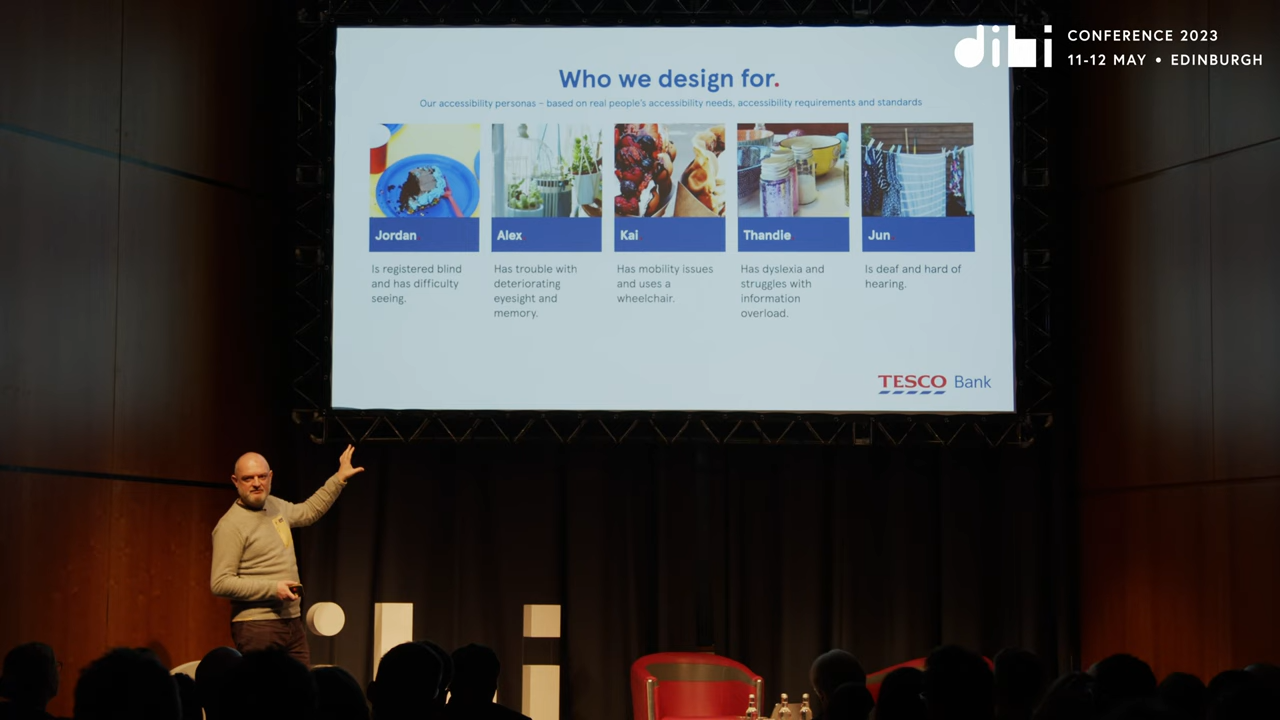 dibi
CONFERENCE 2023
11-12 MAY • EDINBURGH
Who we design for.
Our accessibility personas – based on real people's accessibility needs, accessibility requirements and standards
Jordan
Is registered blind
and has difficulty
seeing.
Alex
Has trouble with
deteriorating
eyesight and
memory.
Kai
Has mobility issues
and uses a
wheelchair.
Thandie
Has dyslexia and
struggles with
information
overload.
Jun
Is deaf and hard of
hearing.
TESCO Bank